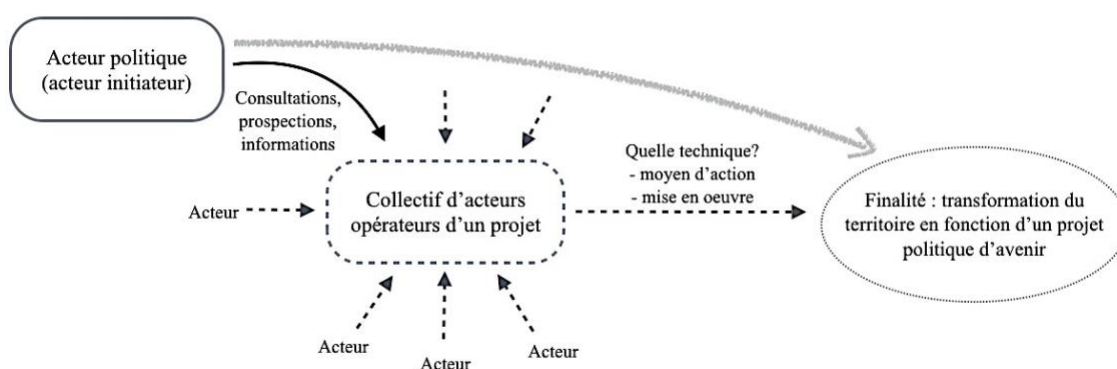 Acteur politique
(acteur initiateur)
Consultations,
prospections,
informations
Quelle technique?
- moyen d'action
- mise en oeuvre
Acteur
Collectif d'acteurs
opérateurs d'un projet
Finalité : transformation du
territoire en fonction d'un projet
politique d'avenir
Acteur
Acteur
Acteur